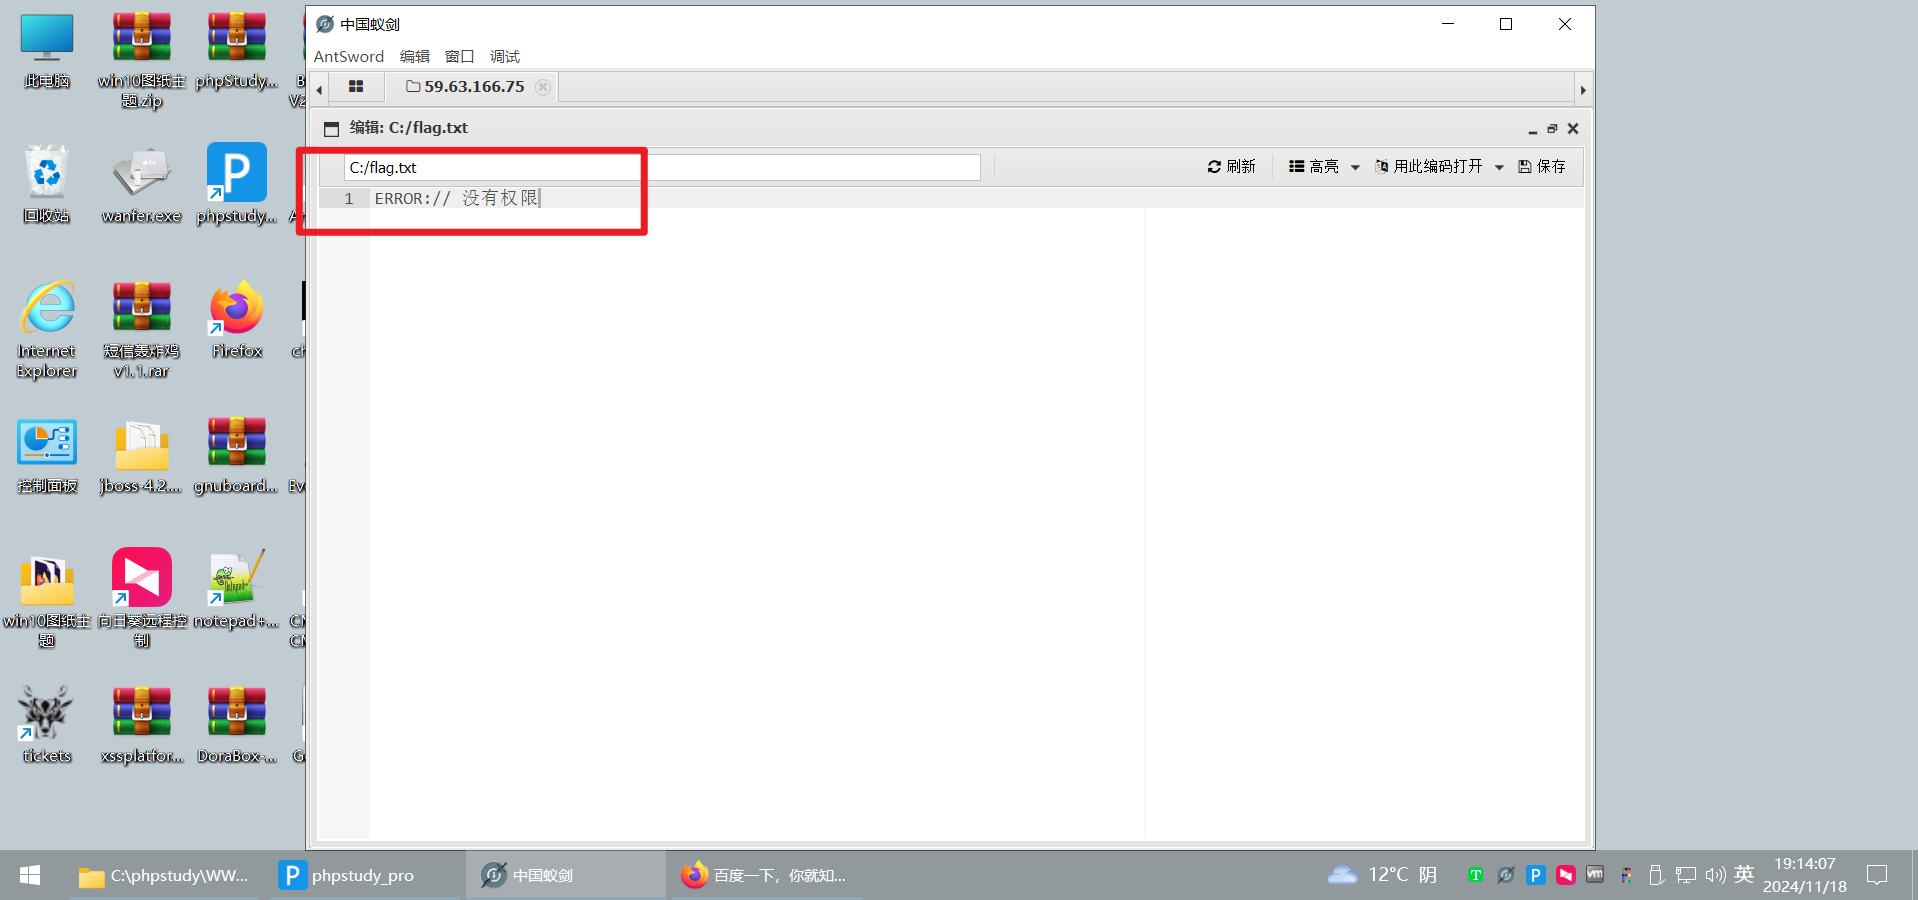 中国蚁剑
AntSword 编辑 窗口 调试
59.63.166.75
编辑: C:/flag.txt
C:/flag.txt
刷新 高亮 用此编码打开 保存
1 ERROR:// 没有权限
此电脑
win10图纸主
题.zip
phpStudy...
回收站
wanfer.exe
phpstudy...
Internet
Explorer
短信轰炸鸡
v1.1.rar
Firefox
控制面板
jboss-4.2....
gnuboard...
win10图纸主
题
向日葵远程控
制
notepad+...
tickets
xssplatfor...
DoraBox-...
C:\phpstudy\WW...
phpstudy_pro
中国蚁剑
百度一下，你就知...
12°C 阴
英
19:14:07
2024/11/18